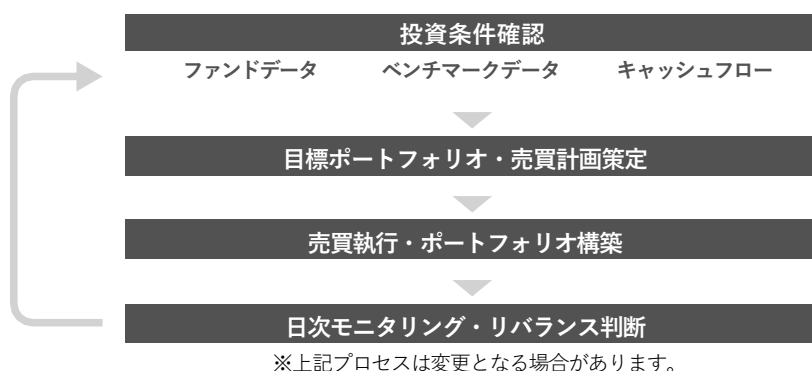 投資条件確認
ファンドデータ ベンチマークデータ キャッシュフロー
目標ポートフォリオ・売買計画策定
売買執行・ポートフォリオ構築
日次モニタリング・リバランス判断
※上記プロセスは変更となる場合があります。